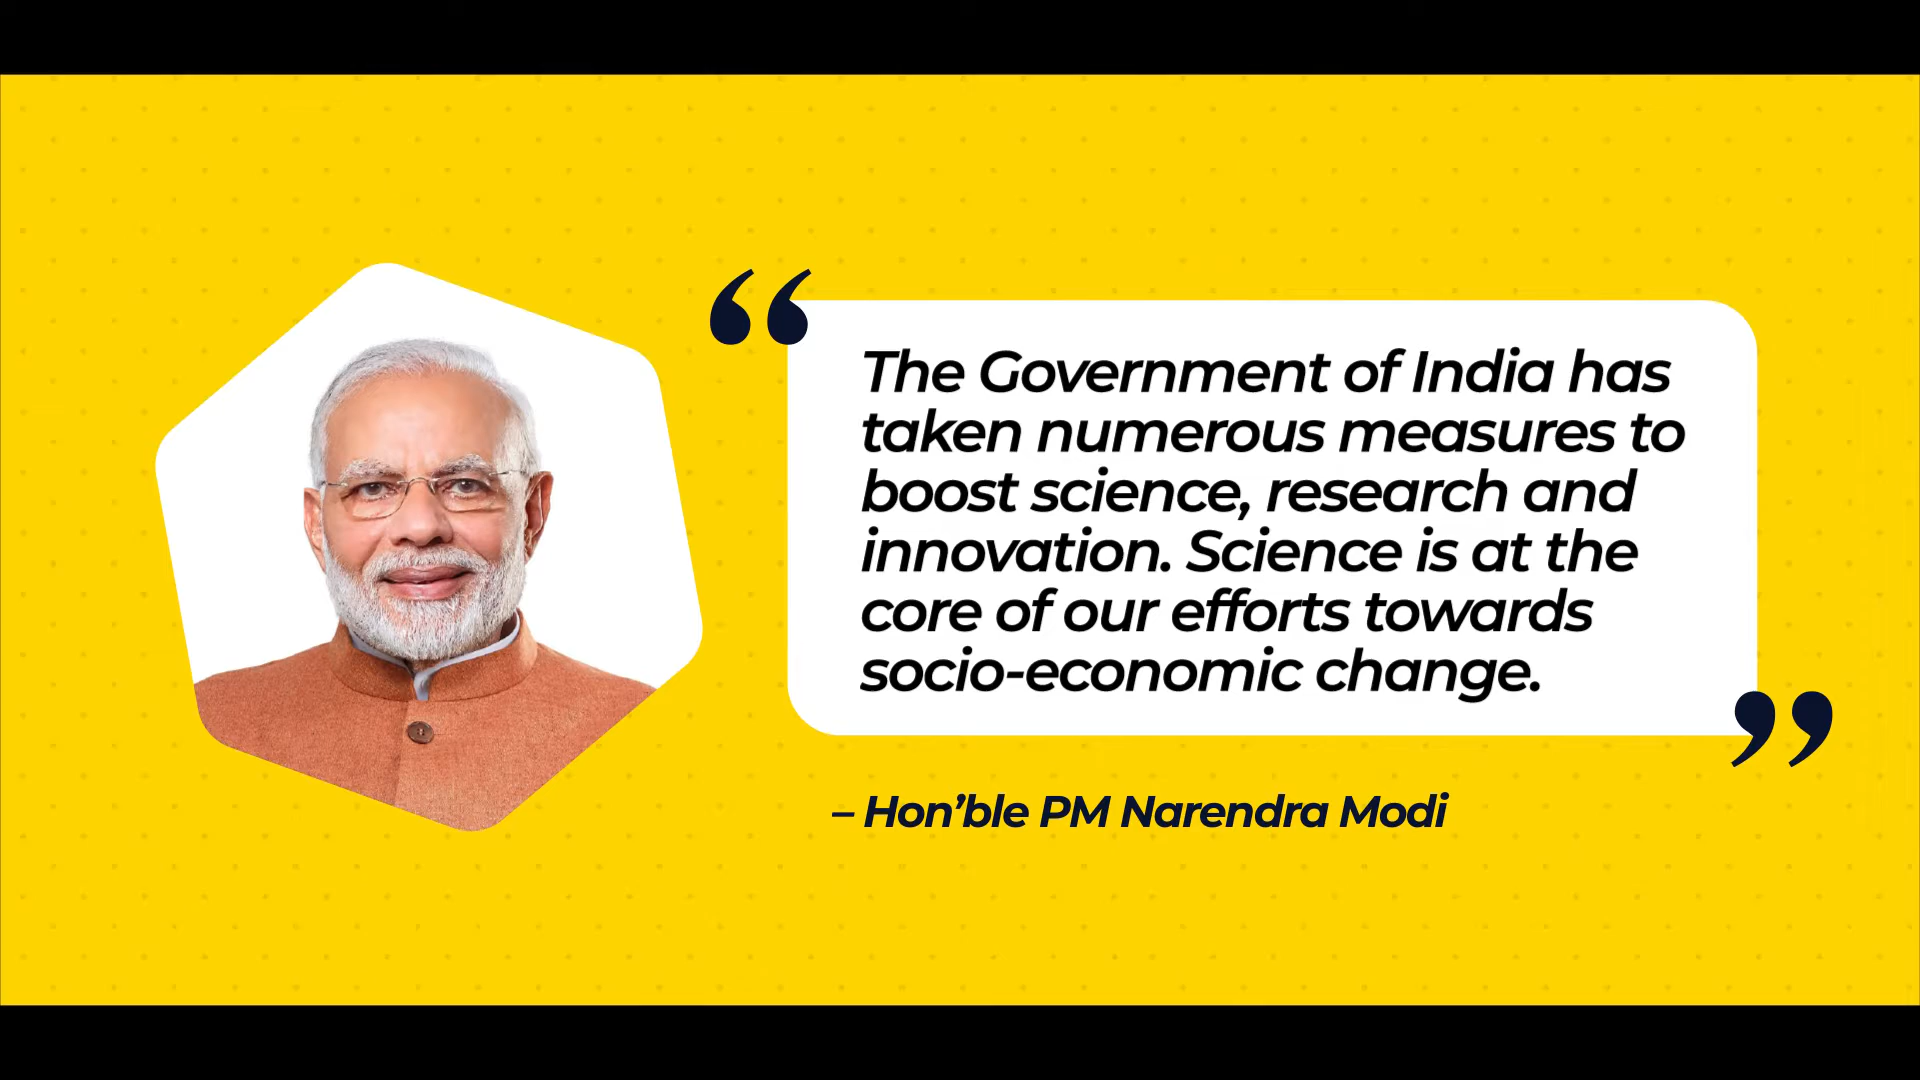 “
The Government of India has
taken numerous measures to
boost science, research and
innovation. Science is at the
core of our efforts towards
socio-economic change.
”
– Hon’ble PM Narendra Modi